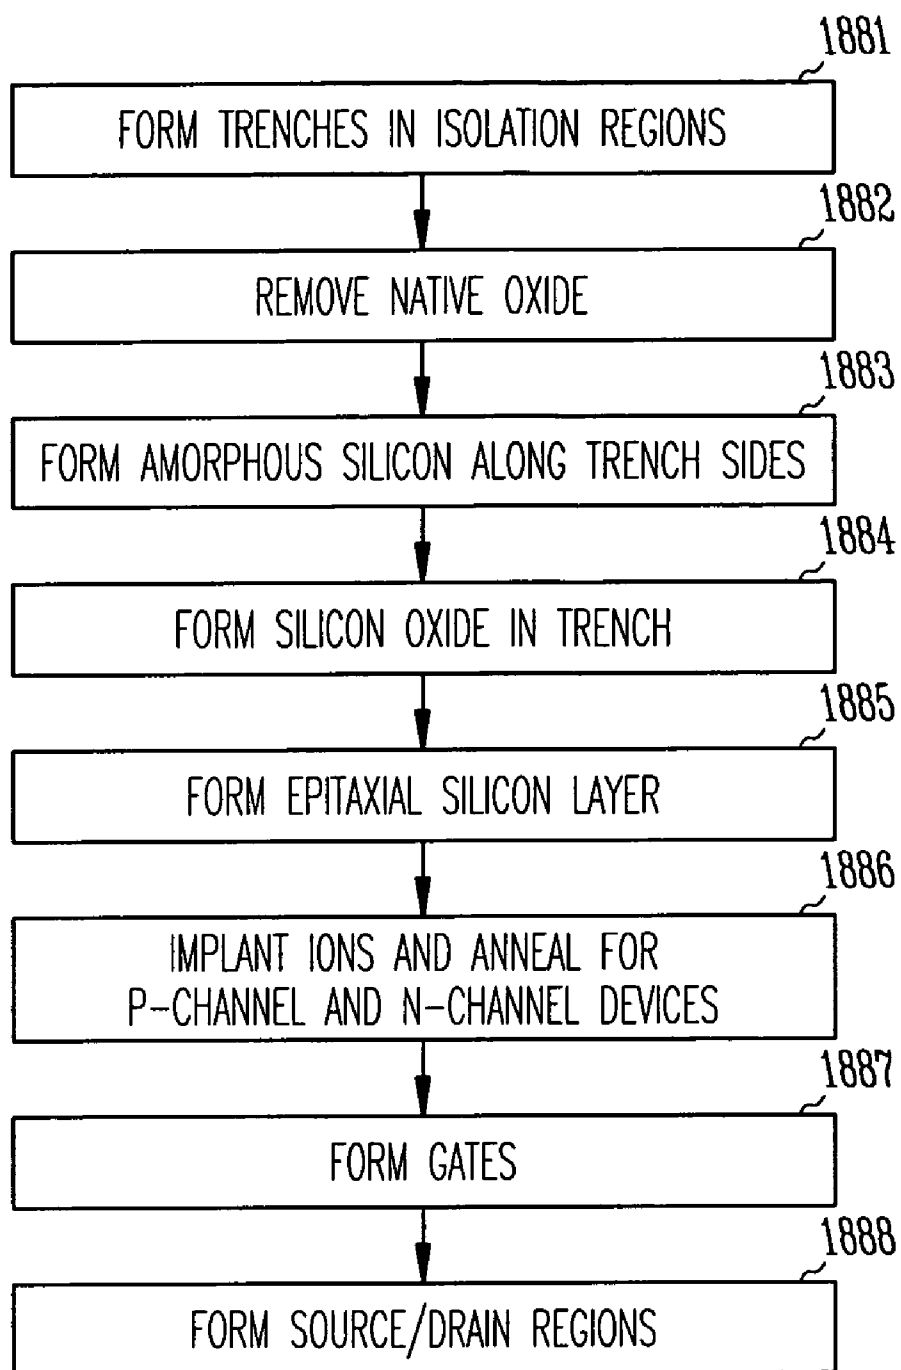 1881
FORM TRENCHES IN ISOLATION REGIONS
1882
REMOVE NATIVE OXIDE
1883
FORM AMORPHOUS SILICON ALONG TRENCH SIDES
1884
FORM SILICON OXIDE IN TRENCH
1885
FORM EPITAXIAL SILICON LAYER
1886
IMPLANT IONS AND ANNEAL FOR
P-CHANNEL AND N-CHANNEL DEVICES
1887
FORM GATES
1888
FORM SOURCE/DRAIN REGIONS